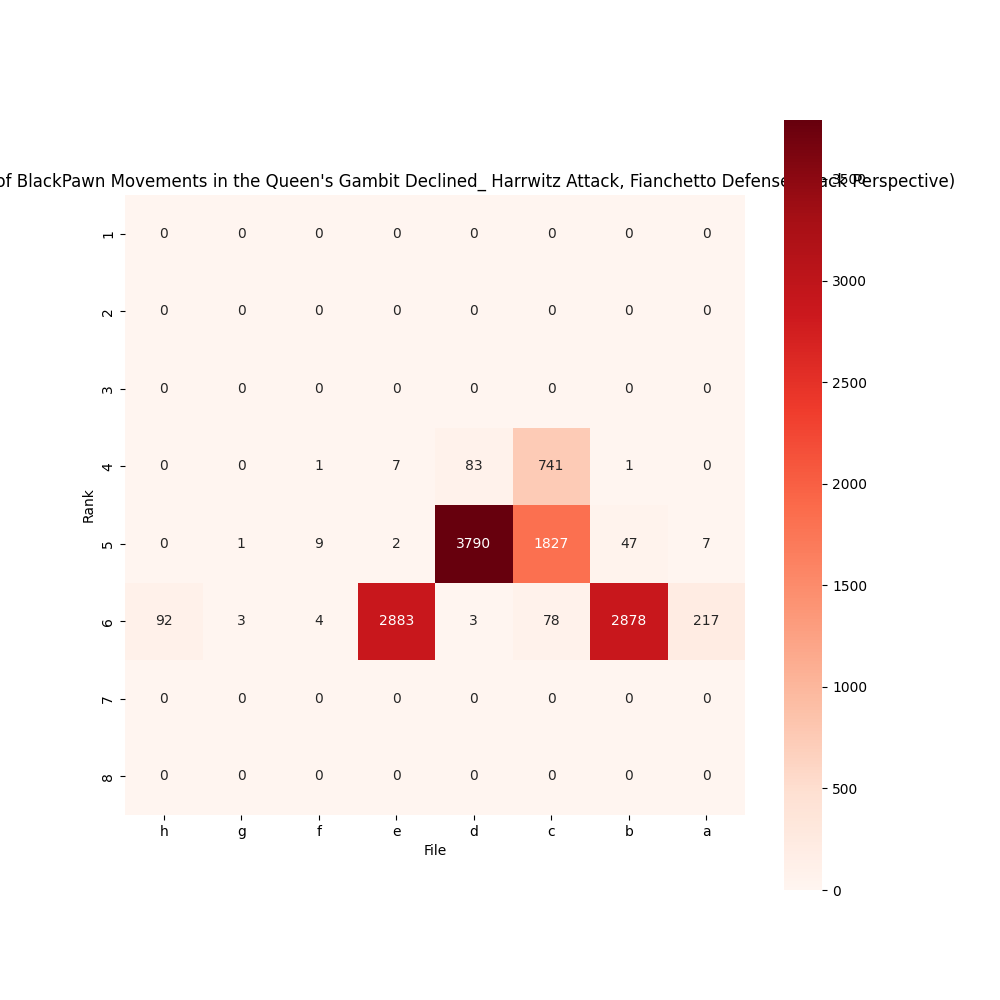 of BlackPawn Movements in the Queen's Gambit Declined_ Harrwitz Attack, Fianchetto Defense Perspective)
3500
1 0 0 0 0 0 0 0 0
2 0 0 0 0 0 0 0 0
3 0 0 0 0 0 0 0 0
4 0 0 1 7 83 741 1 0
5 0 1 9 2 3790 1827 47 7
6 92 3 4 2883 3 78 2878 217
7 0 0 0 0 0 0 0 0
8 0 0 0 0 0 0 0 0
Rank
h g f e d c b a
File
3000
2500
2000
1500
1000
500
0